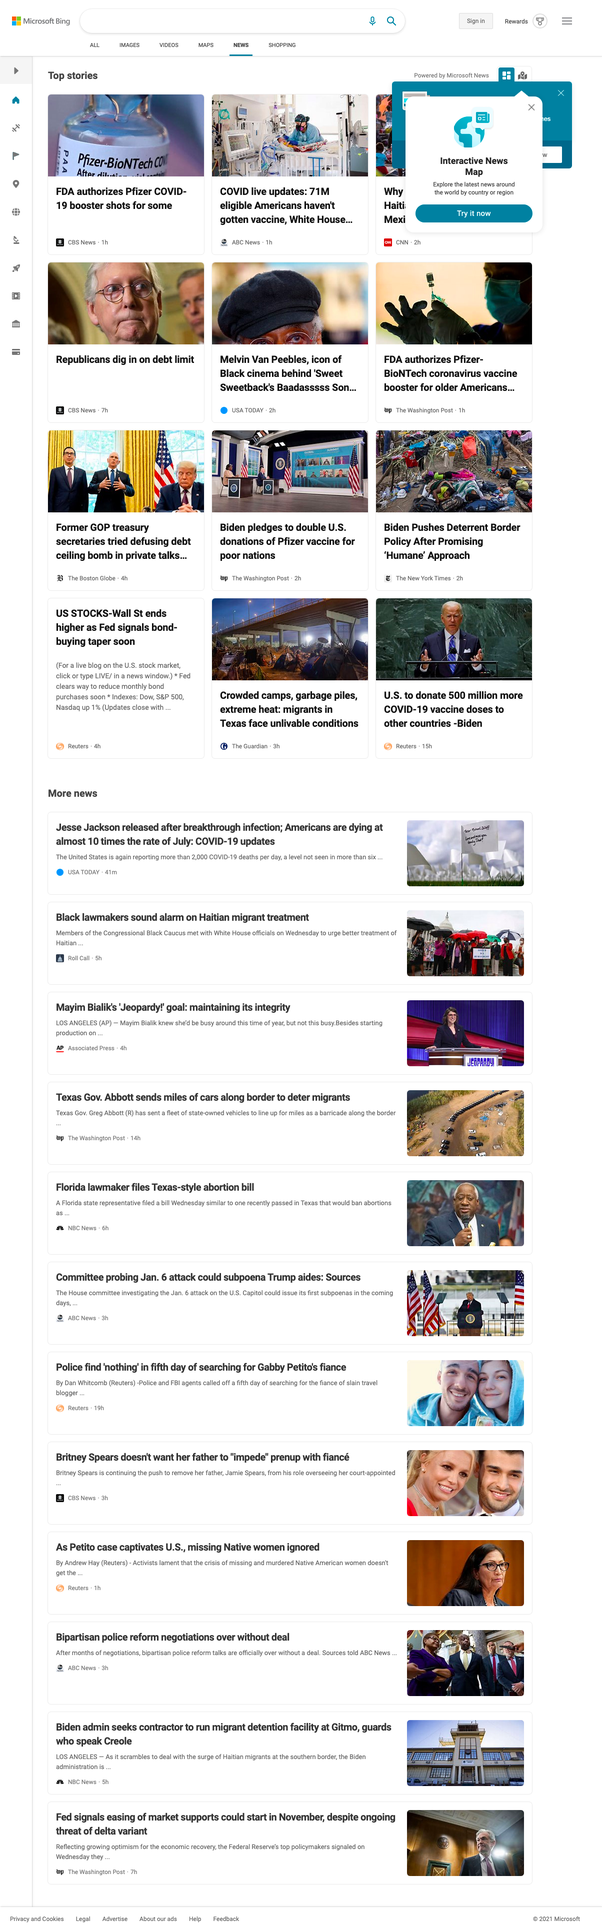 Microsoft Bing
Sign in
Rewards
ALL
IMAGES
VIDEOS
MAPS
NEWS
SHOPPING
Top stories
Powered by Microsoft News
Interactive News
Map
Explore the latest news around
the world by country or region
Try it now
Pfizer-BioNTech CO
After dilution
FDA authorizes Pfizer COVID-
19 booster shots for some
CBS News · 1h
COVID live updates: 71M
eligible Americans haven't
gotten vaccine, White House...
ABC News · 1h
Why
Haiti
Mexi
CNN · 2h
Republicans dig in on debt limit
CBS News · 7h
Melvin Van Peebles, icon of
Black cinema behind 'Sweet
Sweetback's Baadasssss Son...
USA TODAY · 2h
FDA authorizes Pfizer-
BioNTech coronavirus vaccine
booster for older Americans...
The Washington Post · 1h
Former GOP treasury
secretaries tried defusing debt
ceiling bomb in private talks...
The Boston Globe · 4h
Biden pledges to double U.S.
donations of Pfizer vaccine for
poor nations
The Washington Post · 2h
Biden Pushes Deterrent Border
Policy After Promising
‘Humane’ Approach
The New York Times · 2h
US STOCKS-Wall St ends
higher as Fed signals bond-
buying taper soon
(For a live blog on the U.S. stock market,
click or type LIVE/ in a news window.) * Fed
clears way to reduce monthly bond
purchases soon * Indexes: Dow, S&P 500,
Nasdaq up 1% (Updates close with ...
Reuters · 4h
Crowded camps, garbage piles,
extreme heat: migrants in
Texas face unlivable conditions
The Guardian · 3h
U.S. to donate 500 million more
COVID-19 vaccine doses to
other countries -Biden
Reuters · 15h
More news
Jesse Jackson released after breakthrough infection; Americans are dying at
almost 10 times the rate of July: COVID-19 updates
The United States is again reporting more than 2,000 COVID-19 deaths per day, a level not seen in more than six ...
USA TODAY · 41m
Black lawmakers sound alarm on Haitian migrant treatment
Members of the Congressional Black Caucus met with White House officials on Wednesday to urge better treatment of
Haitian ...
Roll Call · 5h
Mayim Bialik's 'Jeopardy!' goal: maintaining its integrity
LOS ANGELES (AP) — Mayim Bialik knew she'd be busy around this time of year, but not this busy.Besides starting
production on ...
Associated Press · 4h
JEOPARDY
Texas Gov. Abbott sends miles of cars along border to deter migrants
Texas Gov. Greg Abbott (R) has sent a fleet of state-owned vehicles to line up for miles as a barricade along the border
...
The Washington Post · 14h
Florida lawmaker files Texas-style abortion bill
A Florida state representative filed a bill Wednesday similar to one recently passed in Texas that would ban abortions
as ...
NBC News · 6h
Committee probing Jan. 6 attack could subpoena Trump aides: Sources
The House committee investigating the Jan. 6 attack on the U.S. Capitol could issue its first subpoenas in the coming
days, ...
ABC News · 3h
Police find 'nothing' in fifth day of searching for Gabby Petito's fiance
By Dan Whitcomb (Reuters) -Police and FBI agents called off a fifth day of searching for the fiance of slain travel
blogger ...
Reuters · 19h
Britney Spears doesn't want her father to "impede" prenup with fiancé
Britney Spears is continuing the push to remove her father, Jamie Spears, from his role overseeing her court-appointed
...
CBS News · 3h
As Petito case captivates U.S., missing Native women ignored
By Andrew Hay (Reuters) - Activists lament that the crisis of missing and murdered Native American women doesn't
get the ...
Reuters · 1h
Bipartisan police reform negotiations over without deal
After months of negotiations, bipartisan police reform talks are officially over without a deal. Sources told ABC News ...
ABC News · 3h
Biden admin seeks contractor to run migrant detention facility at Gitmo, guards
who speak Creole
LOS ANGELES — As it scrambles to deal with the surge of Haitian migrants at the southern border, the Biden
administration is ...
NBC News · 5h
Fed signals easing of market supports could start in November, despite ongoing
threat of delta variant
Reflecting growing optimism for the economic recovery, the Federal Reserve's top policymakers signaled on
Wednesday they ...
The Washington Post · 7h
Privacy and Cookies
Legal
Advertise
About our ads
Help
Feedback
© 2021 Microsoft